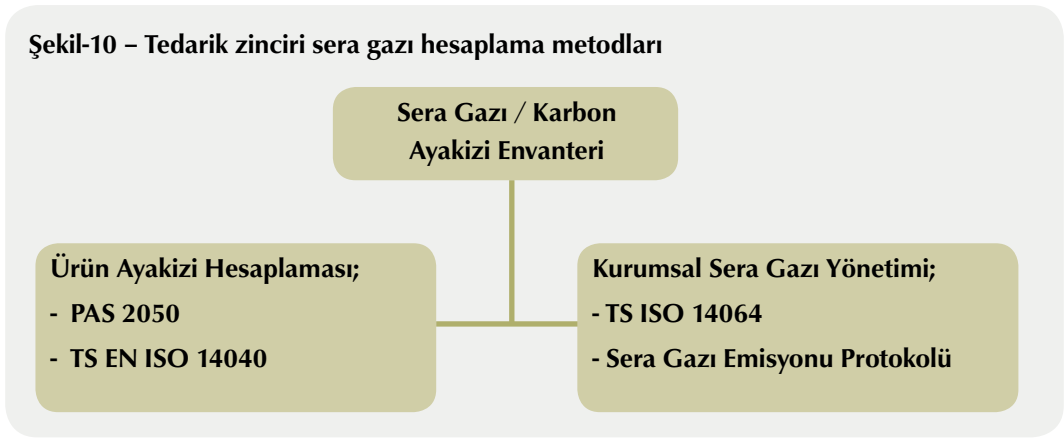 Şekil-10 – Tedarik zinciri sera gazı hesaplama metodları
Sera Gazı / Karbon
Ayakizi Envanteri
Ürün Ayakizi Hesaplaması;
- PAS 2050
- TS EN ISO 14040
Kurumsal Sera Gazı Yönetimi;
- TS ISO 14064
- Sera Gazı Emisyonu Protokolü